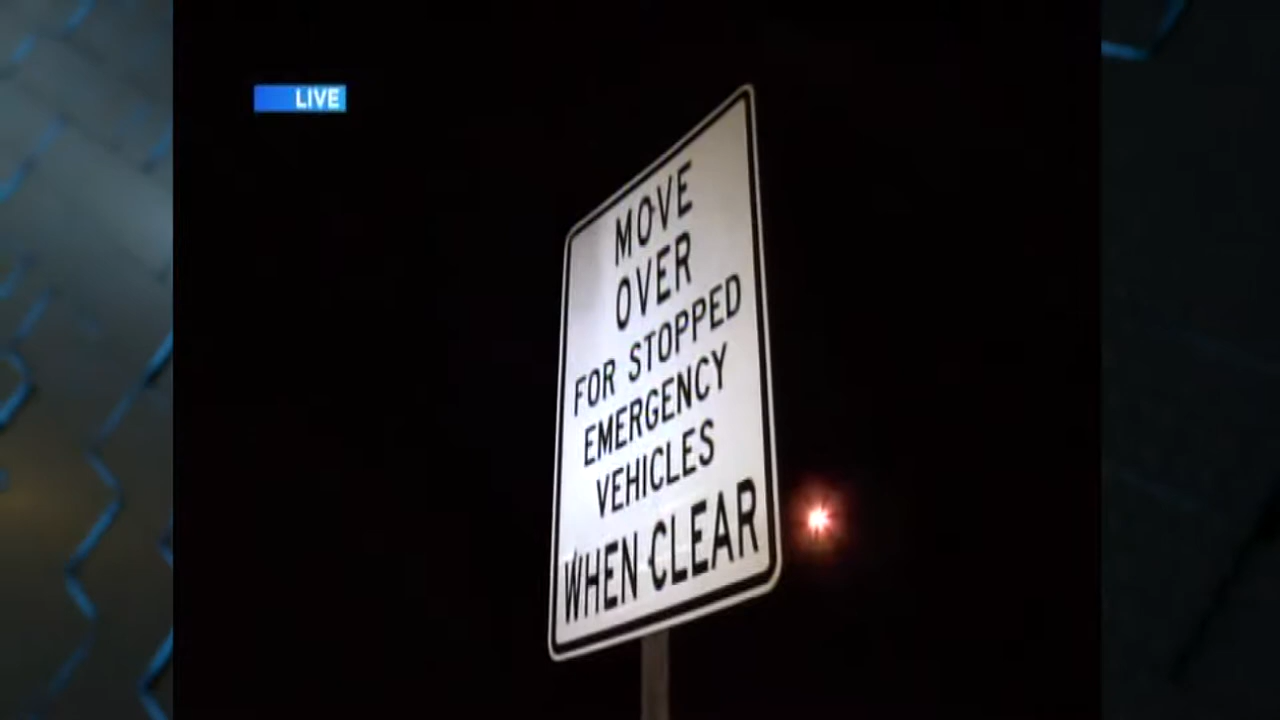 LIVE
MOVE
OVER
FOR STOPPED
EMERGENCY
VEHICLES
WHEN CLEAR